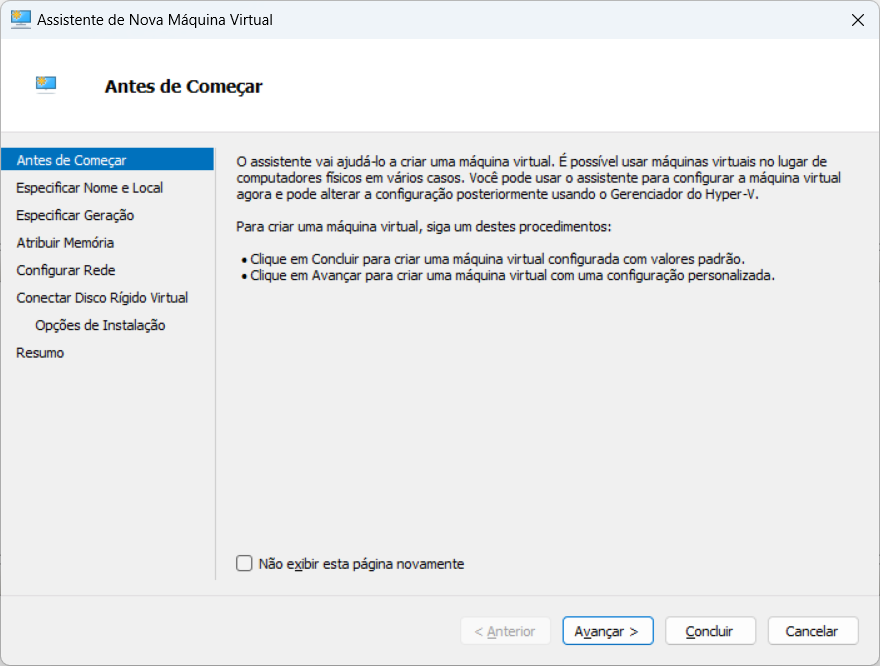 Assistente de Nova Máquina Virtual
Antes de Começar
Antes de Começar
Especificar Nome e Local
Especificar Geração
Atribuir Memória
Configurar Rede
Conectar Disco Rígido Virtual
Opções de Instalação
Resumo
O assistente vai ajudá-lo a criar uma máquina virtual. É possível usar máquinas virtuais no lugar de
computadores físicos em vários casos. Você pode usar o assistente para configurar a máquina virtual
agora e pode alterar a configuração posteriormente usando o Gerenciador do Hyper-V.
Para criar uma máquina virtual, siga um destes procedimentos:
• Clique em Concluir para criar uma máquina virtual configurada com valores padrão.
• Clique em Avançar para criar uma máquina virtual com uma configuração personalizada.
Não exibir esta página novamente
< Anterior
Avançar >
Concluir
Cancelar